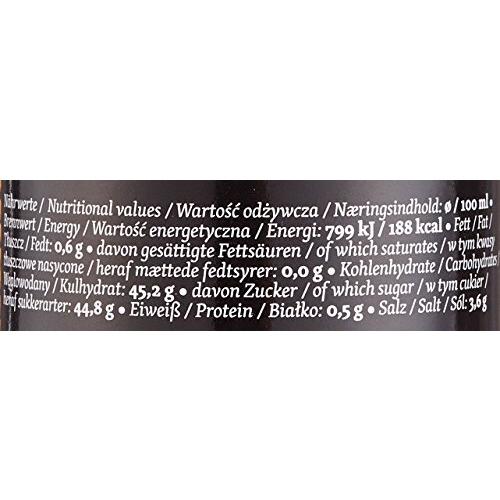 Nährwerte / Nutritional values / Wartość odżywcza / Næringsindhold: ø / 100 ml •
Brennwert / Energy / Wartość energetyczna / Energi: 799 kJ / 188 kcal • Fett / Fat /
Tłuszcz / Fedt: 0,6 g • davon gesättigte Fettsäuren / of which saturates / w tym kwasy
tłuszczowe nasycone / heraf mættede fedtsyrer: 0,0 g • Kohlenhydrate / Carbohydrates /
Węglowodany / Kulhydrat: 45,2 g • davon Zucker / of which sugar / w tym cukier /
heraf sukkerarter: 44,8 g • Eiweiß / Protein / Białko: 0,5 g • Salz / Salt / Sól: 3,6 g